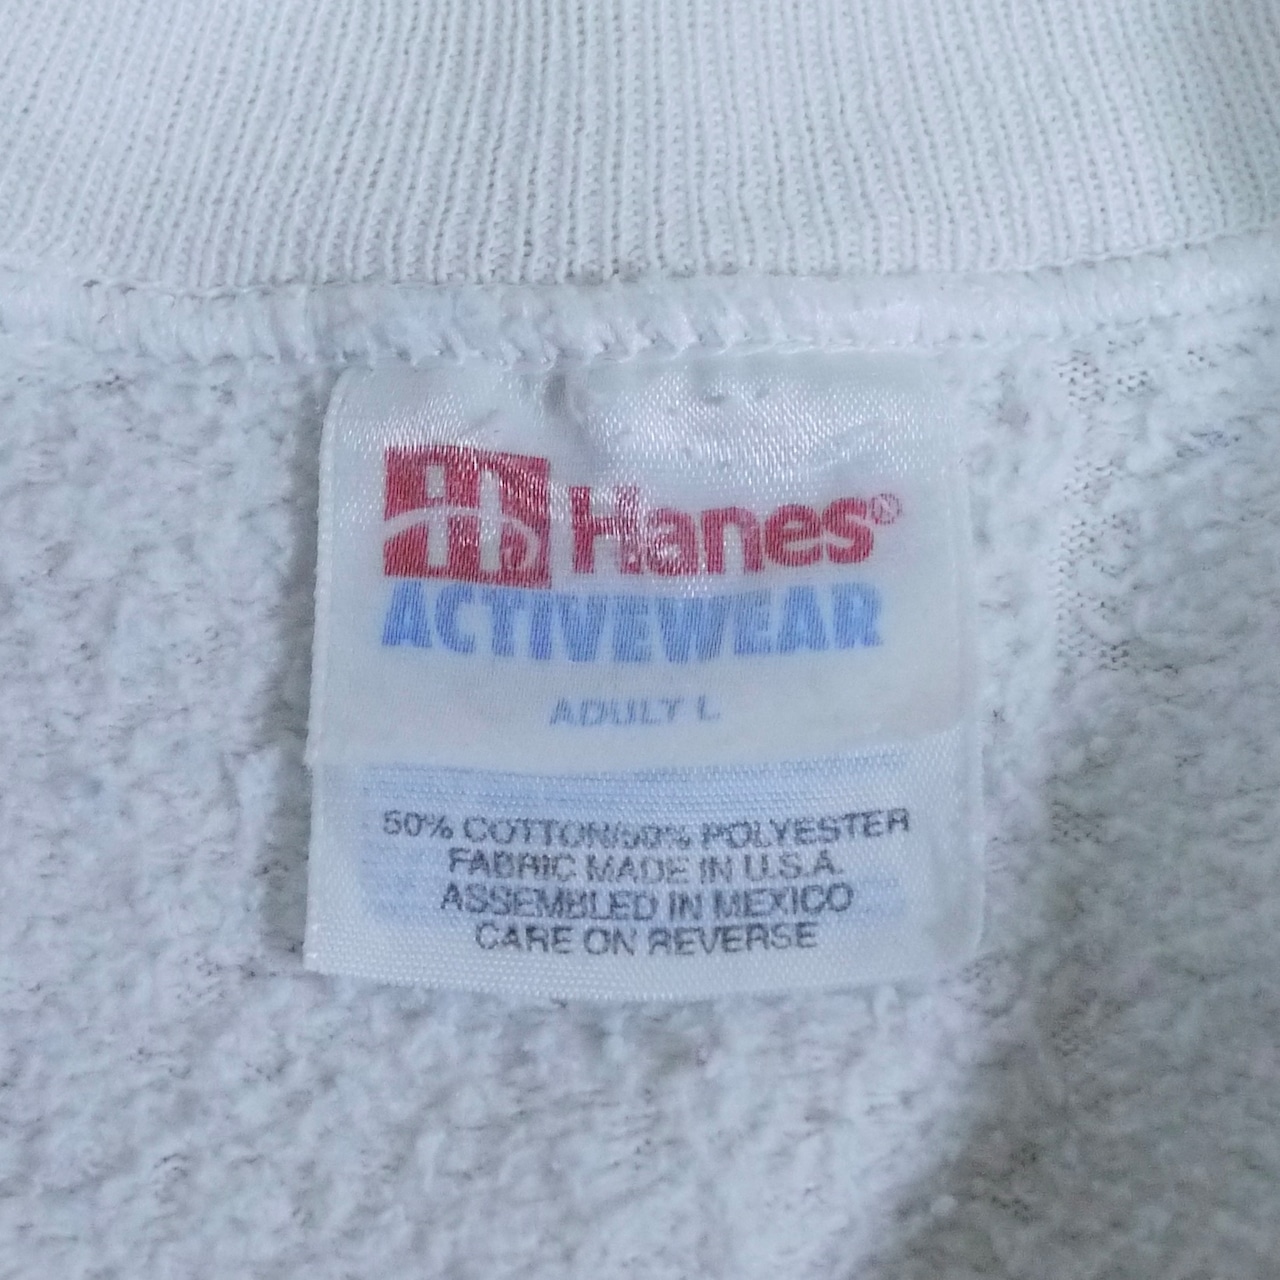 Hanes®
ACTIVEWEAR
ADULT L
50% COTTON/50% POLYESTER
FABRIC MADE IN U.S.A.
ASSEMBLED IN MEXICO
CARE ON REVERSE